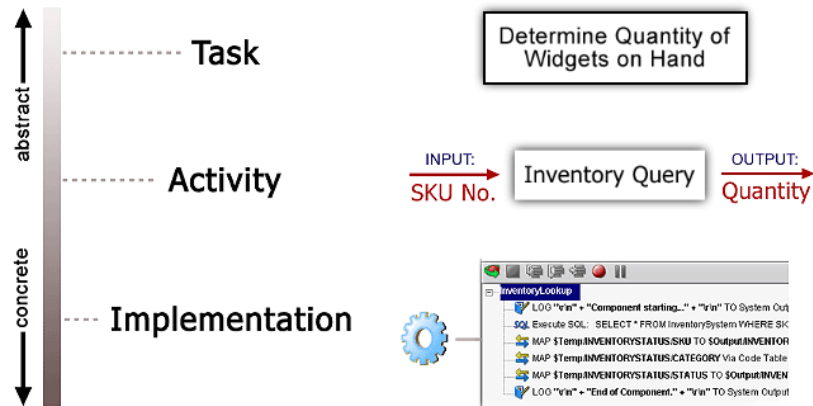 abstract
concrete
Task
Determine Quantity of
Widgets on Hand
Activity
INPUT:
SKU No.
Inventory Query
OUTPUT:
Quantity
Implementation
InventoryLookup
LOG "\r\n" + "Component starting..." + "\r\n" TO System Outp
SQL Execute SQL: SELECT * FROM InventorySystem WHERE SK
MAP $Temp/INVENTORYSTATUS/SKU TO $Output/INVENTOR
MAP $Temp/INVENTORYSTATUS/CATEGORY Via Code Table
MAP $Temp/INVENTORYSTATUS/STATUS TO $Output/INVEN
LOG "\r\n" + "End of Component." + "\r\n" TO System Output